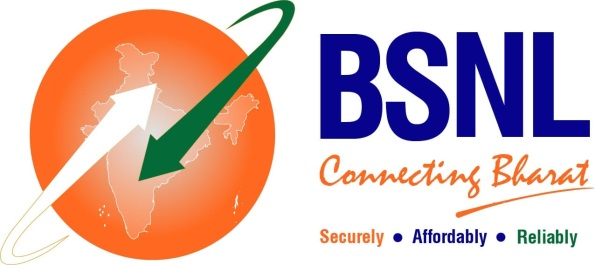 BSNL
Connecting Bharat
Securely • Affordably • Reliably